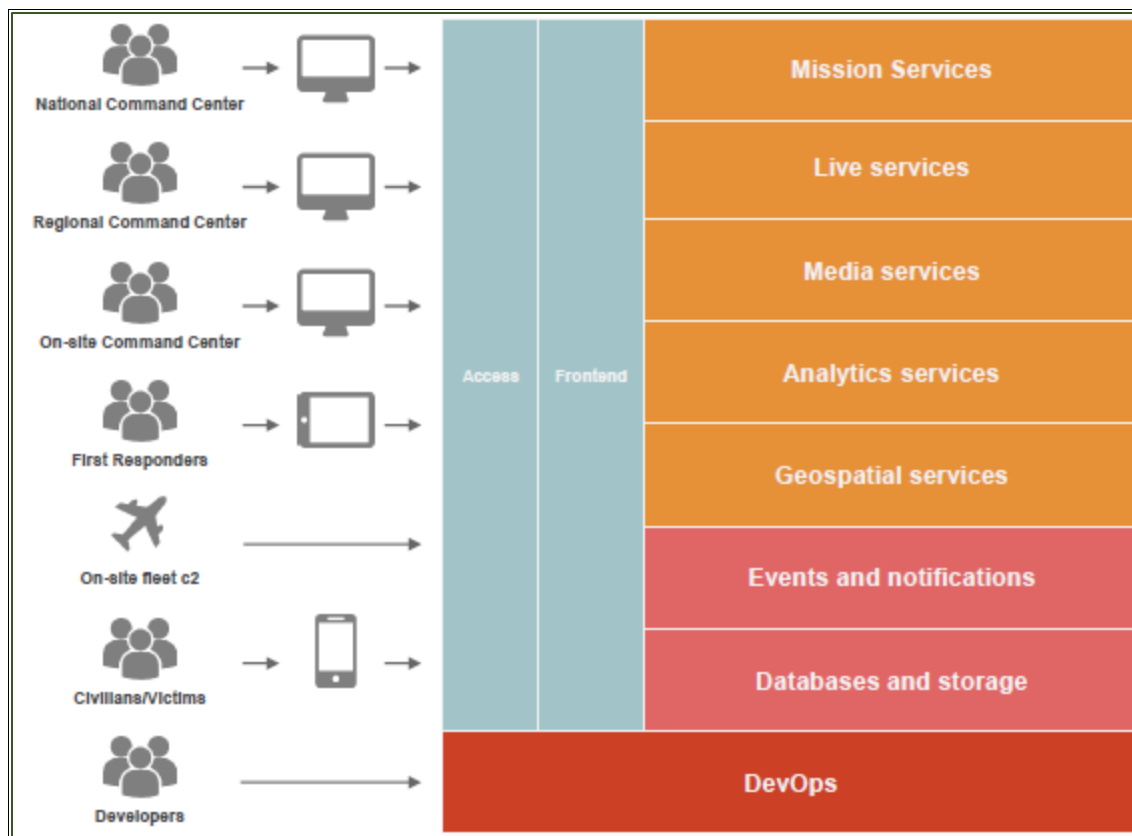 National Command Center
Regional Command Center
On-site Command Center
First Responders
On-site fleet c2
Civilians/Victims
Developers
Access
Frontend
Mission Services
Live services
Media services
Analytics services
Geospatial services
Events and notifications
Databases and storage
DevOps